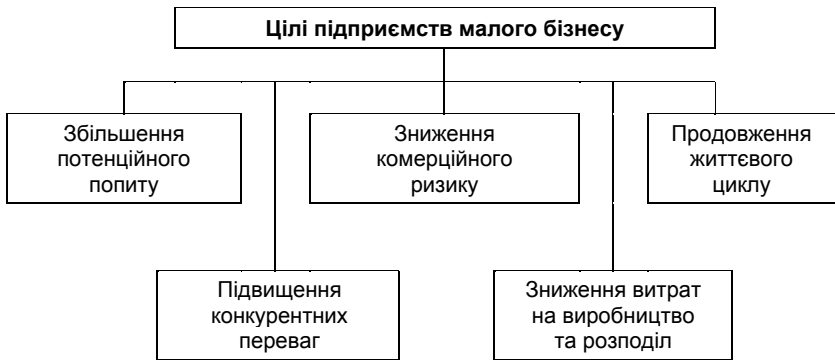 Цілі підприємств малого бізнесу
Збільшення
потенційного
попиту
Зниження
комерційного
ризику
Продовження
життєвого
циклу
Підвищення
конкурентних
переваг
Зниження витрат
на виробництво
та розподіл